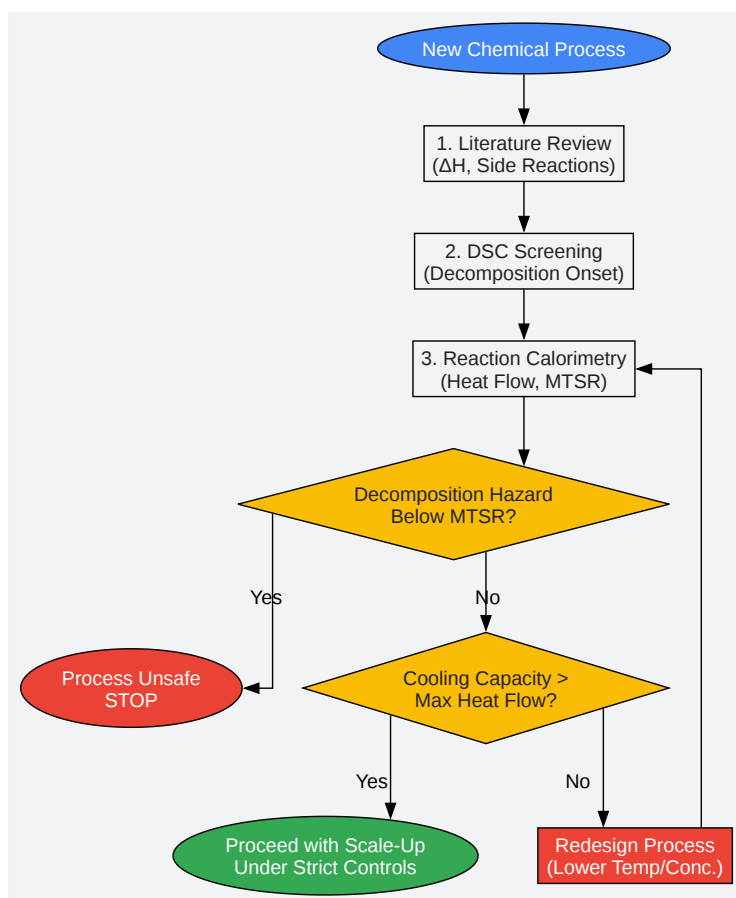 New Chemical Process
1. Literature Review
(ΔH, Side Reactions)
2. DSC Screening
(Decomposition Onset)
3. Reaction Calorimetry
(Heat Flow, MTSR)
Decomposition Hazard
Below MTSR?
Yes
No
Process Unsafe
STOP
Cooling Capacity >
Max Heat Flow?
Yes
No
Proceed with Scale-Up
Under Strict Controls
Redesign Process
(Lower Temp/Conc.)